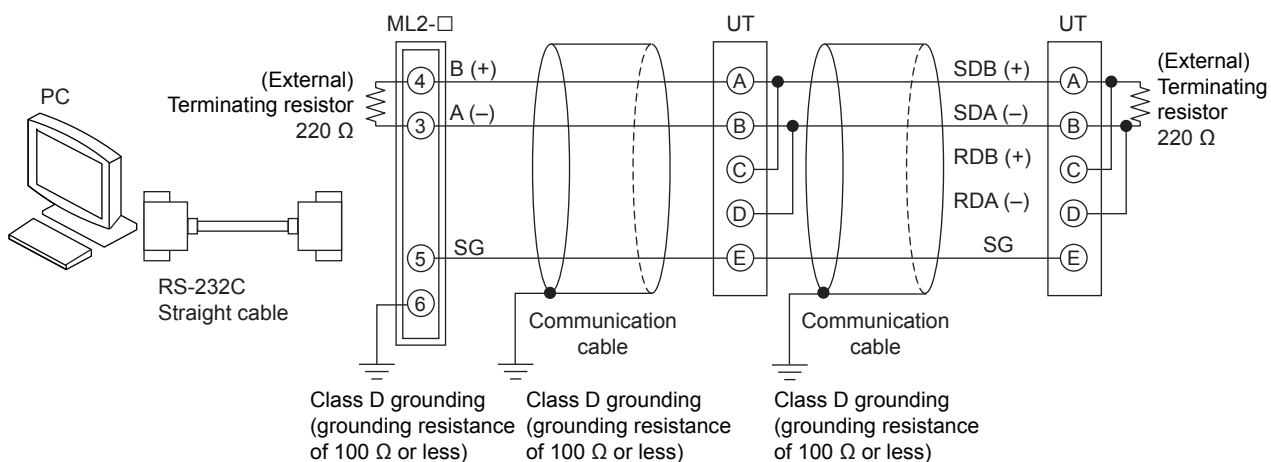 ML2-□
UT
UT
PC
(External)
Terminating resistor
220 Ω
4
3
5
6
B (+)
A (–)
SG
A
B
C
D
E
SDB (+)
SDA (–)
RDB (+)
RDA (–)
SG
A
B
C
D
E
(External)
Terminating
resistor
220 Ω
RS-232C
Straight cable
Communication
cable
Communication
cable
Class D grounding
(grounding resistance
of 100 Ω or less)
Class D grounding
(grounding resistance
of 100 Ω or less)
Class D grounding
(grounding resistance
of 100 Ω or less)